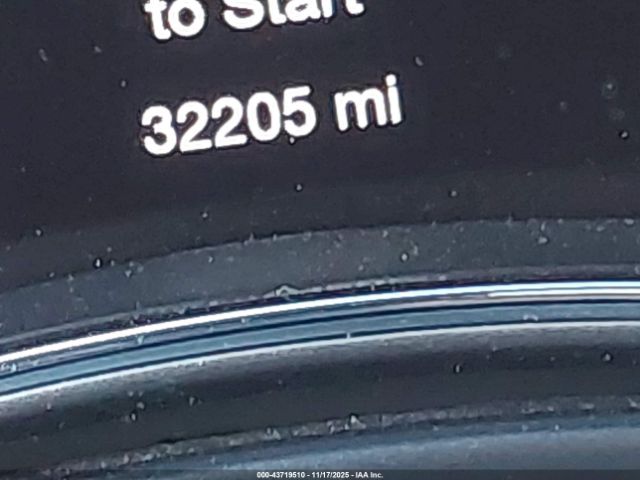 to Start
32205 mi
000-43719510 - 11/17/2025 - IAA Inc.